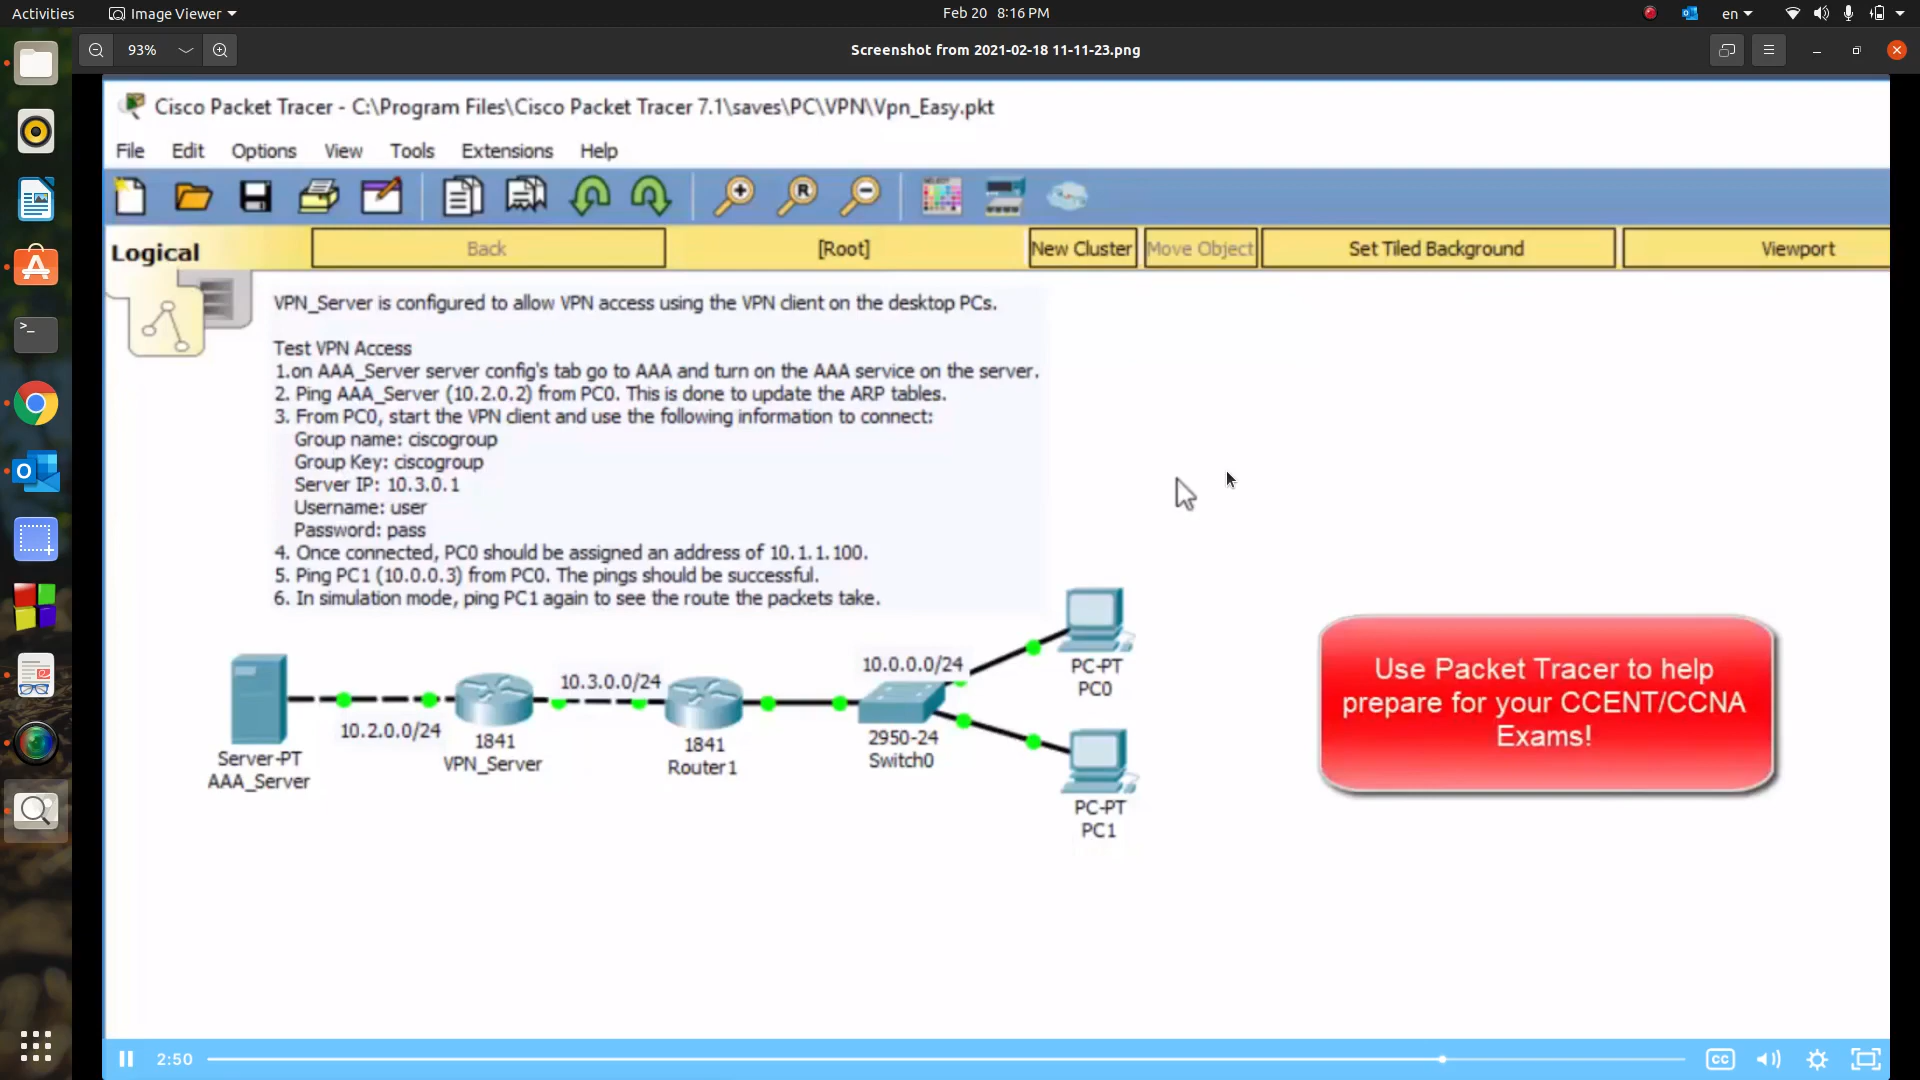 Activities
Image Viewer
Feb 20 8:16 PM
en
93%
Screenshot from 2021-02-18 11-11-23.png
Cisco Packet Tracer - C:\Program Files\Cisco Packet Tracer 7.1\saves\PC\VPN\Vpn_Easy.pkt
File Edit Options View Tools Extensions Help
Logical
Back
[Root]
New Cluster
Move Object
Set Tiled Background
Viewport
VPN_Server is configured to allow VPN access using the VPN client on the desktop PCs.
Test VPN Access
1.on AAA_Server server config's tab go to AAA and turn on the AAA service on the server.
2. Ping AAA_Server (10.2.0.2) from PC0. This is done to update the ARP tables.
3. From PC0, start the VPN client and use the following information to connect:
Group name: ciscogroup
Group Key: ciscogroup
Server IP: 10.3.0.1
Username: user
Password: pass
4. Once connected, PC0 should be assigned an address of 10.1.1.100.
5. Ping PC1 (10.0.0.3) from PC0. The pings should be successful.
6. In simulation mode, ping PC1 again to see the route the packets take.
Server-PT
AAA_Server
10.2.0.0/24
1841
VPN_Server
10.3.0.0/24
1841
Router1
10.0.0.0/24
2950-24
Switch0
PC-PT
PC0
PC-PT
PC1
Use Packet Tracer to help
prepare for your CCENT/CCNA
Exams!
2:50
CC